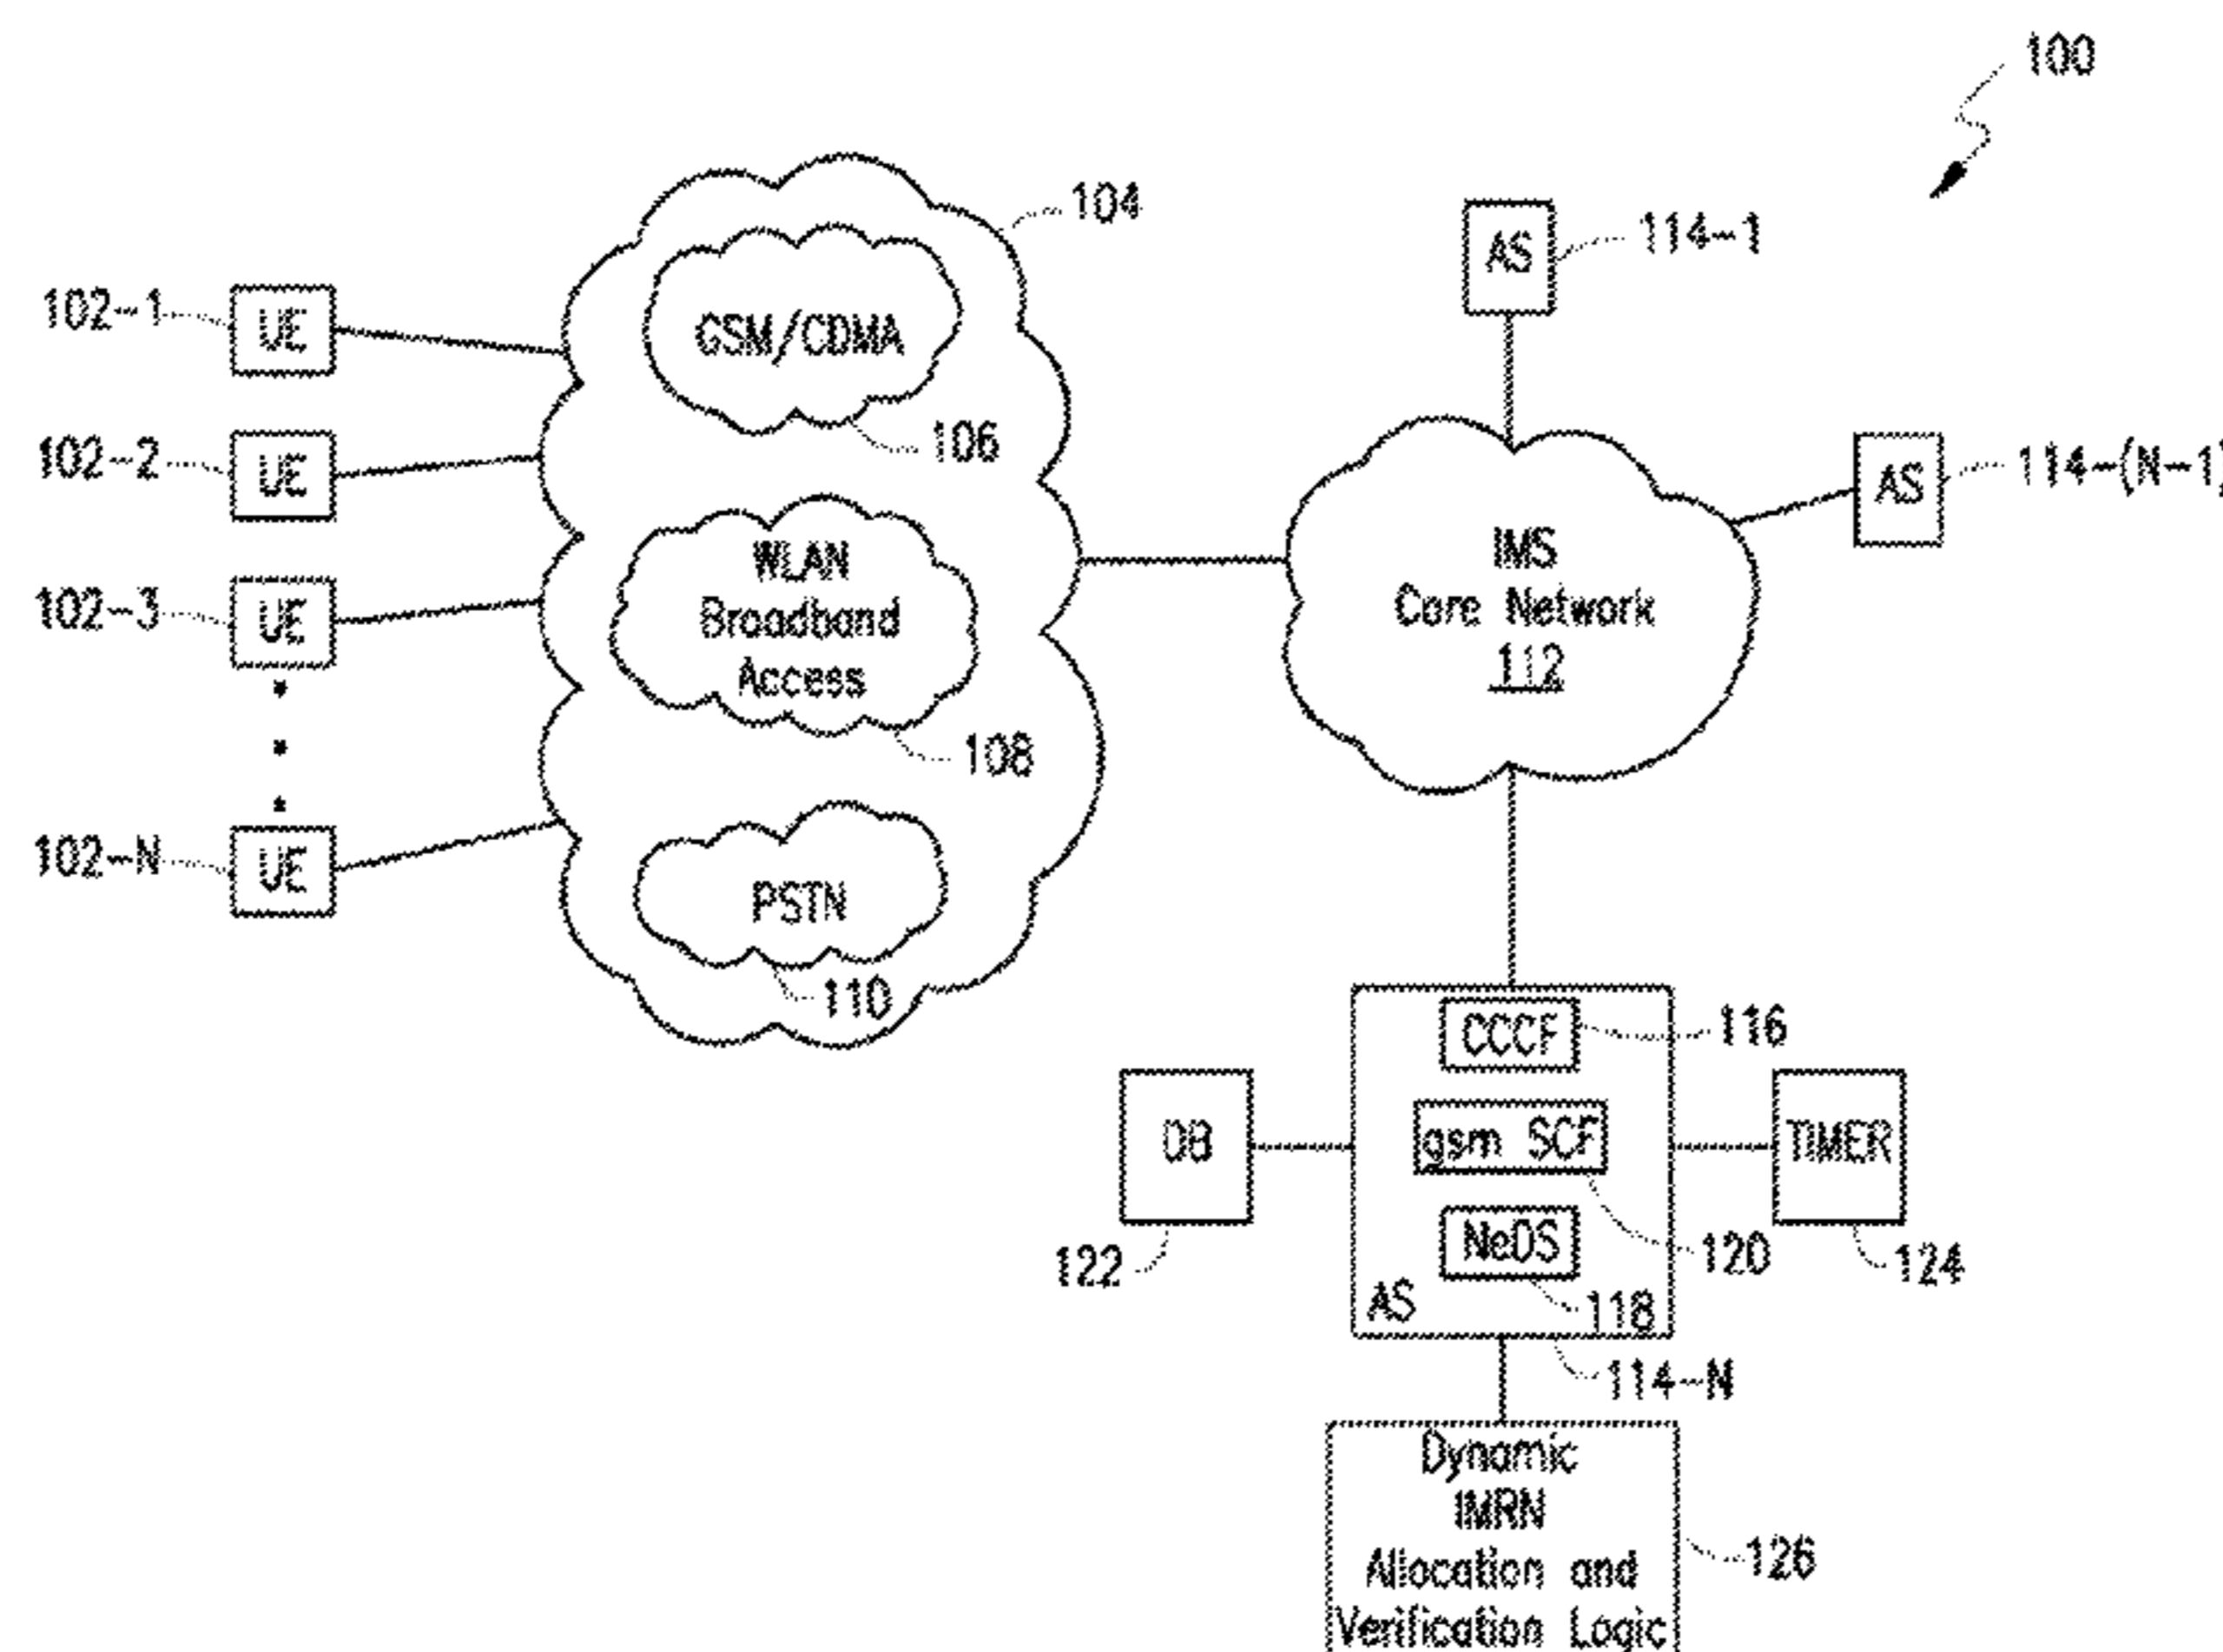 100
104
114-1
AS
102-1
UE
GSM/CDMA
106
102-2
UE
AS
114-(N-1)
WLAN
Broadband
Access
108
IMS
Core Network
112
102-3
UE
102-N
UE
PSTN
110
CCCF
116
DB
122
gsm SCF
120
TIMER
124
NeDS
118
AS
114-N
Dynamic
IMRN
Allocation and
Verification Logic
126